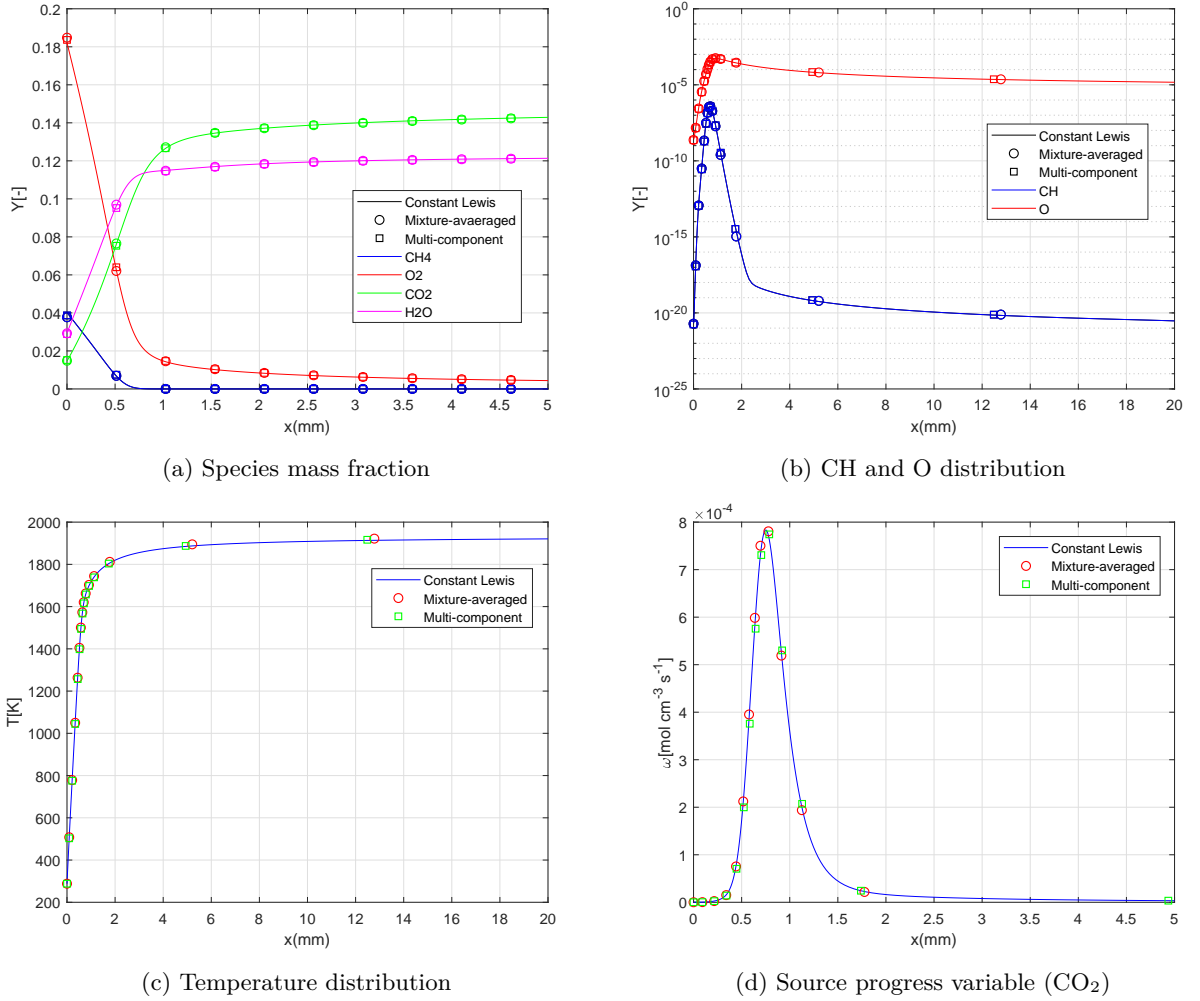 0.2
0.18
0.16
0.14
0.12
0.1
0.08
0.06
0.04
0.02
0
Y[-]
0 0.5 1 1.5 2 2.5 3 3.5 4 4.5 5
x(mm)
Constant Lewis
Mixture-avaeraged
Multi-component
CH4
O2
CO2
H2O
(a) Species mass fraction
10^0
10^-5
10^-10
10^-15
10^-20
10^-25
Y[-]
0 2 4 6 8 10 12 14 16 18 20
x(mm)
Constant Lewis
Mixture-averaged
Multi-component
CH
O
(b) CH and O distribution
2000
1800
1600
1400
1200
1000
800
600
400
200
T[K]
0 2 4 6 8 10 12 14 16 18 20
x(mm)
Constant Lewis
Mixture-averaged
Multi-component
(c) Temperature distribution
×10^-4
8
7
6
5
4
3
2
1
0
ω[mol cm^-3 s^-1]
0 0.5 1 1.5 2 2.5 3 3.5 4 4.5 5
x(mm)
Constant Lewis
Mixture-averaged
Multi-component
(d) Source progress variable (CO₂)